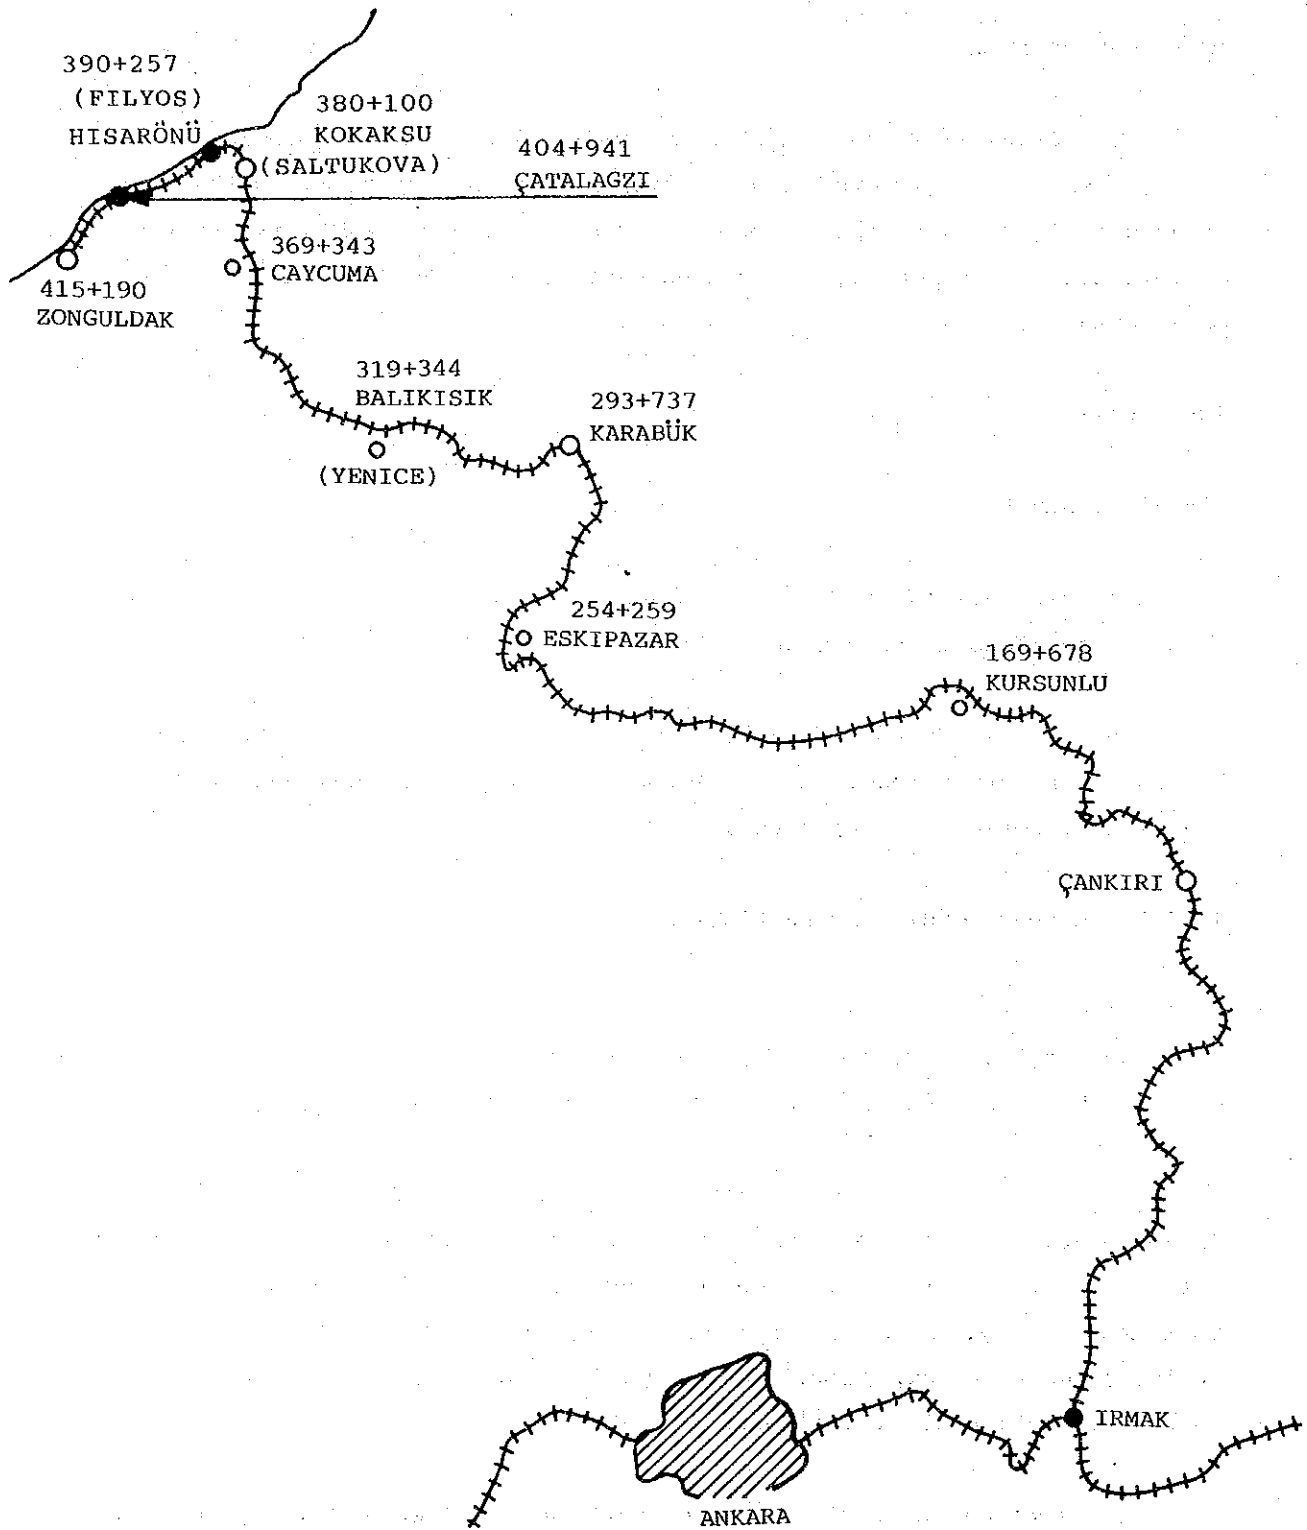 390+257
(FILYOS)
HISARÖNÜ
380+100
KOKAKSU
(SALTUKOVA)
404+941
ÇATALAGZI
369+343
CAYCUMA
415+190
ZONGULDAK
319+344
BALIKISIK
(YENICE)
293+737
KARABÜK
254+259
ESKIPAZAR
169+678
KURSUNLU
ÇANKIRI
IRMAK
ANKARA